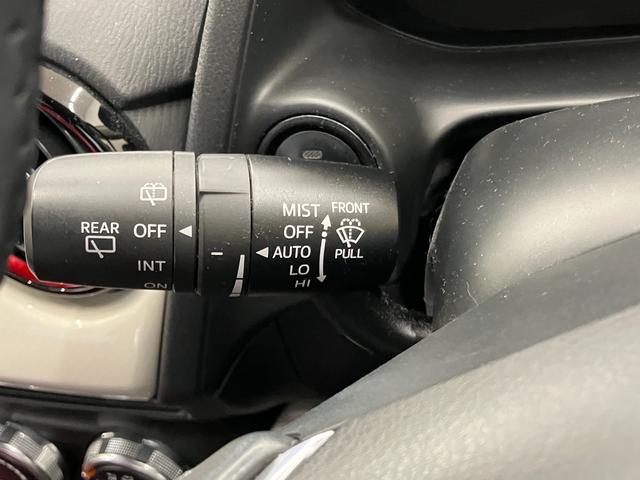 REAR
OFF
INT
ON
–
MIST
OFF
AUTO
LO
HI
FRONT
PULL